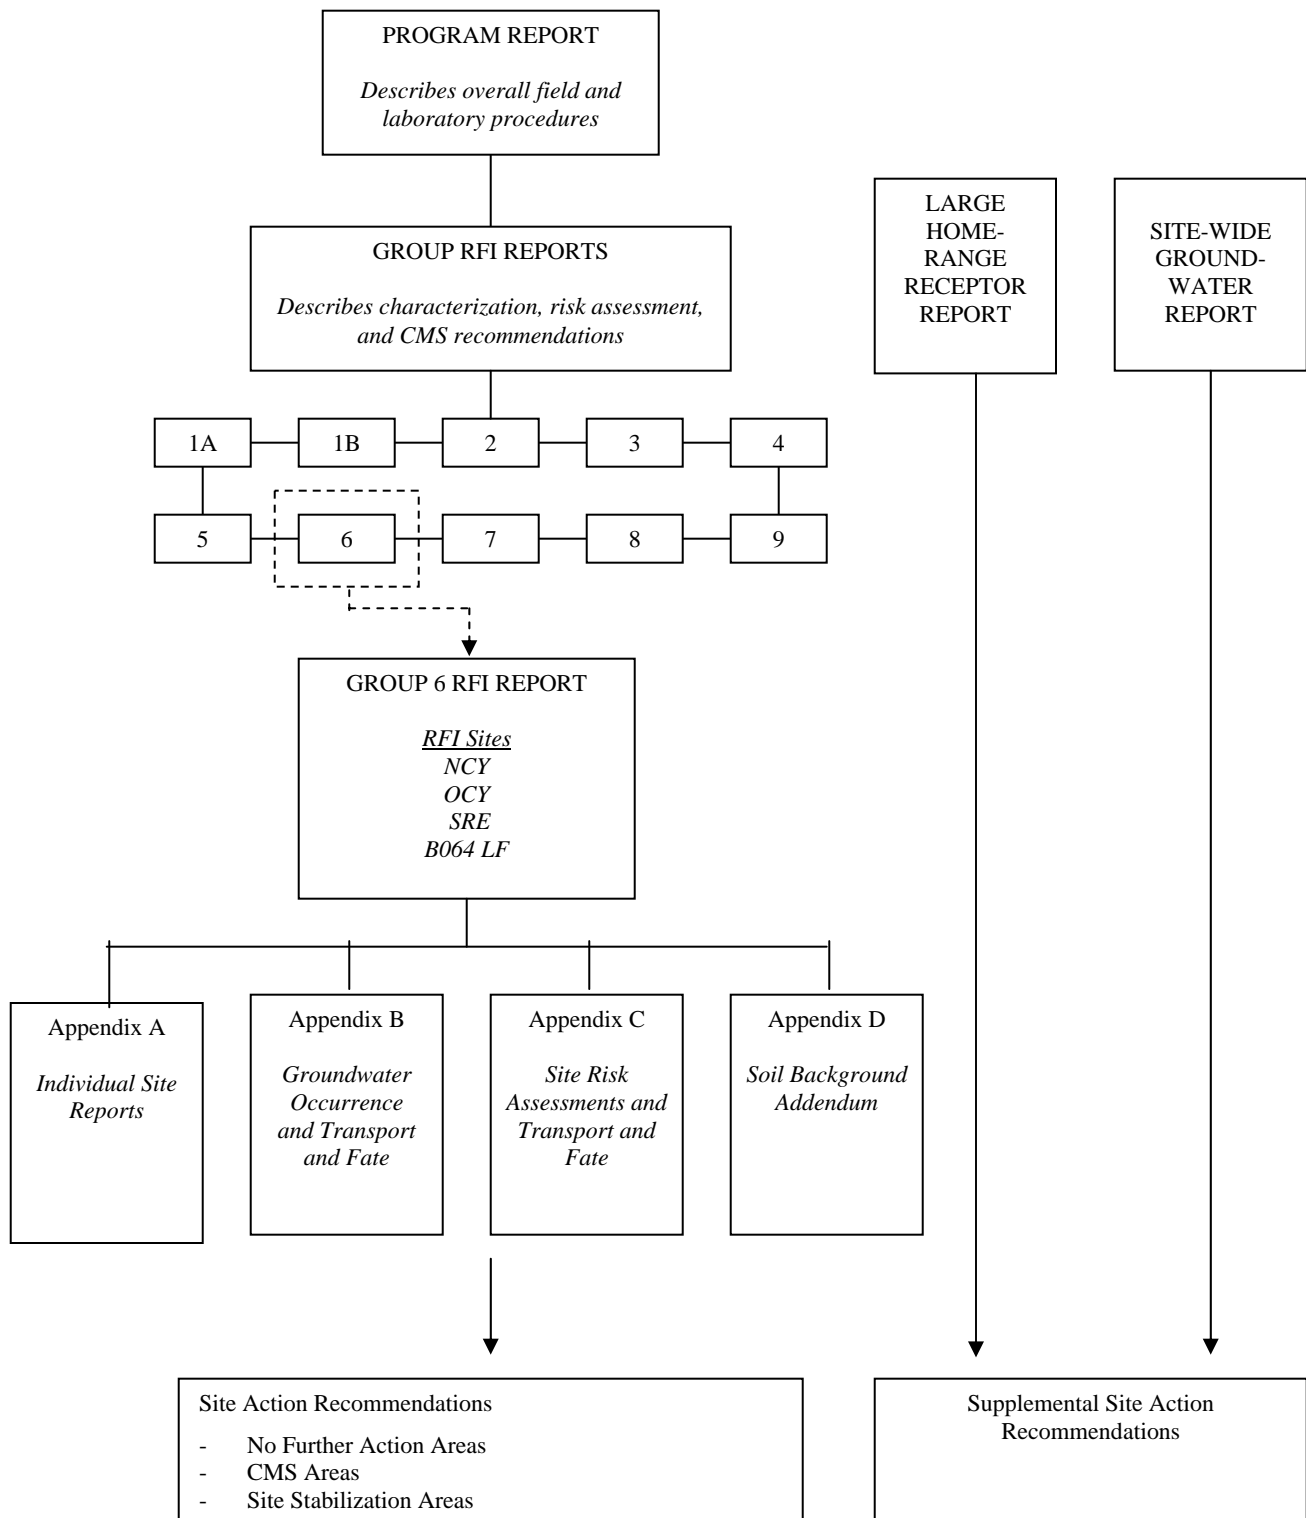 PROGRAM REPORT
Describes overall field and
laboratory procedures
LARGE
HOME-
RANGE
RECEPTOR
REPORT
SITE-WIDE
GROUND-
WATER
REPORT
GROUP RFI REPORTS
Describes characterization, risk assessment,
and CMS recommendations
1A
1B
2
3
4
5
6
7
8
9
GROUP 6 RFI REPORT
RFI Sites
NCY
OCY
SRE
B064 LF
Appendix A
Individual Site
Reports
Appendix B
Groundwater
Occurrence
and Transport
and Fate
Appendix C
Site Risk
Assessments and
Transport and
Fate
Appendix D
Soil Background
Addendum
Site Action Recommendations
- No Further Action Areas
- CMS Areas
- Site Stabilization Areas
Supplemental Site Action
Recommendations